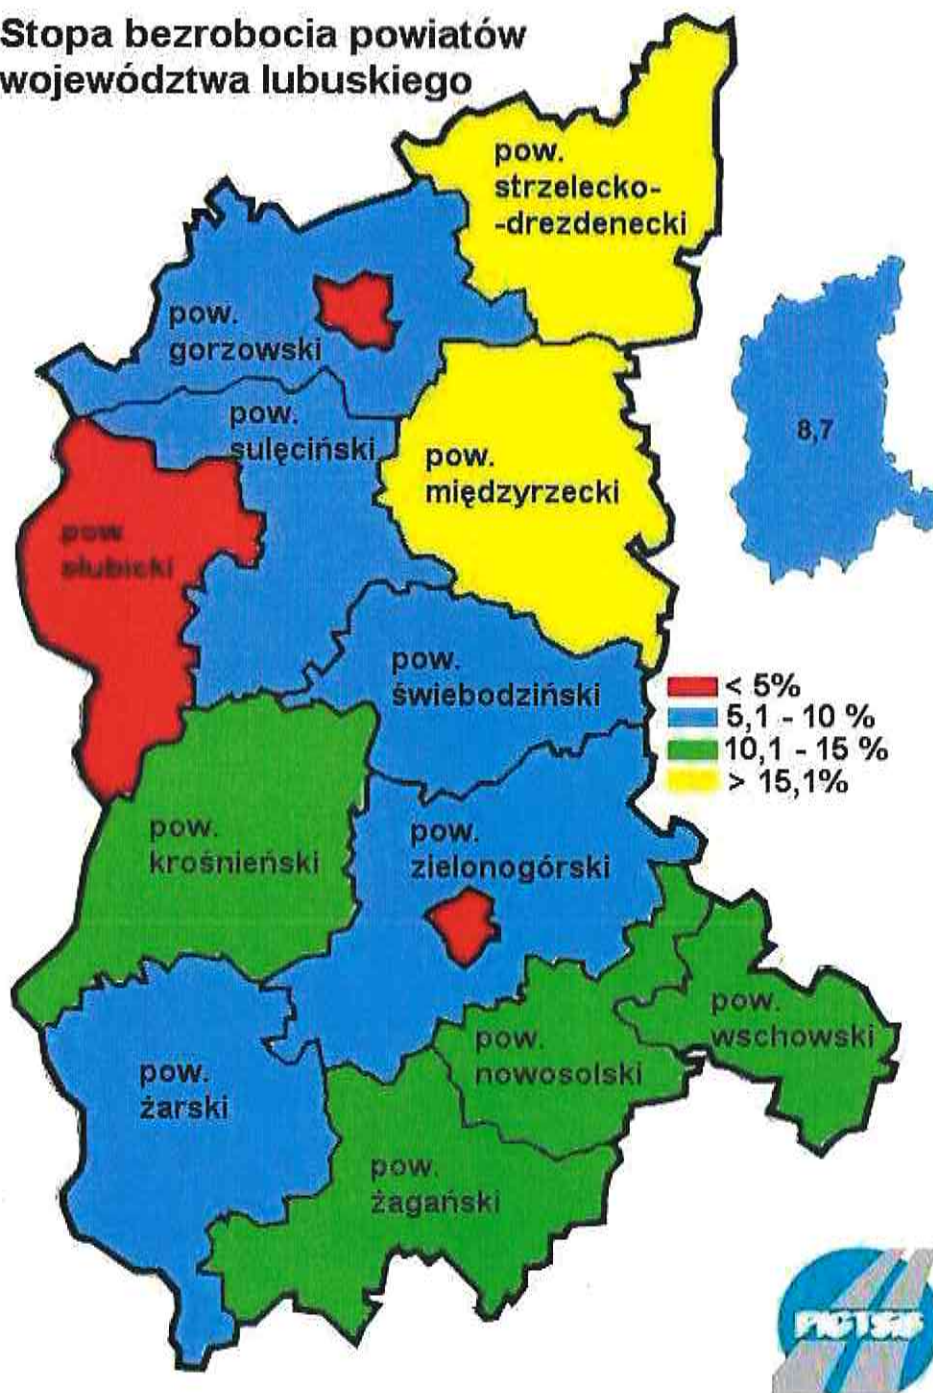 Stopa bezrobocia powiatów
województwa lubuskiego
pow.
strzelecko-
-drezdenecki
pow.
gorzowski
pow.
sulęciński
pow.
międzyrzecki
8,7
pow
słubicki
pow.
świebodziński
< 5%
5,1 - 10 %
10,1 - 15 %
> 15,1%
pow.
krośnieński
pow.
zielonogórski
pow.
wschowski
pow.
nowosolski
pow.
żarski
pow.
żagański